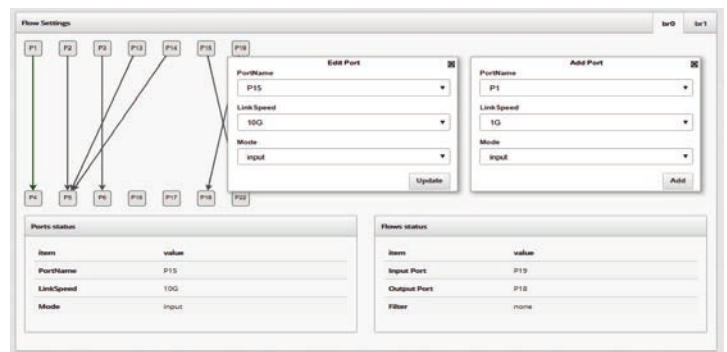 Flow Settings
br0 br1
P1 P2 P3 P13 P14 P15 P19
Edit Port
PortName
P15
LinkSpeed
10G
Mode
input
Update
Add Port
PortName
P1
LinkSpeed
1G
Mode
input
Add
P4 P5 P6 P16 P17 P18 P22
Ports status
item value
PortName P15
LinkSpeed 10G
Mode input
Flows status
item value
Input Port P19
Output Port P18
Filter none